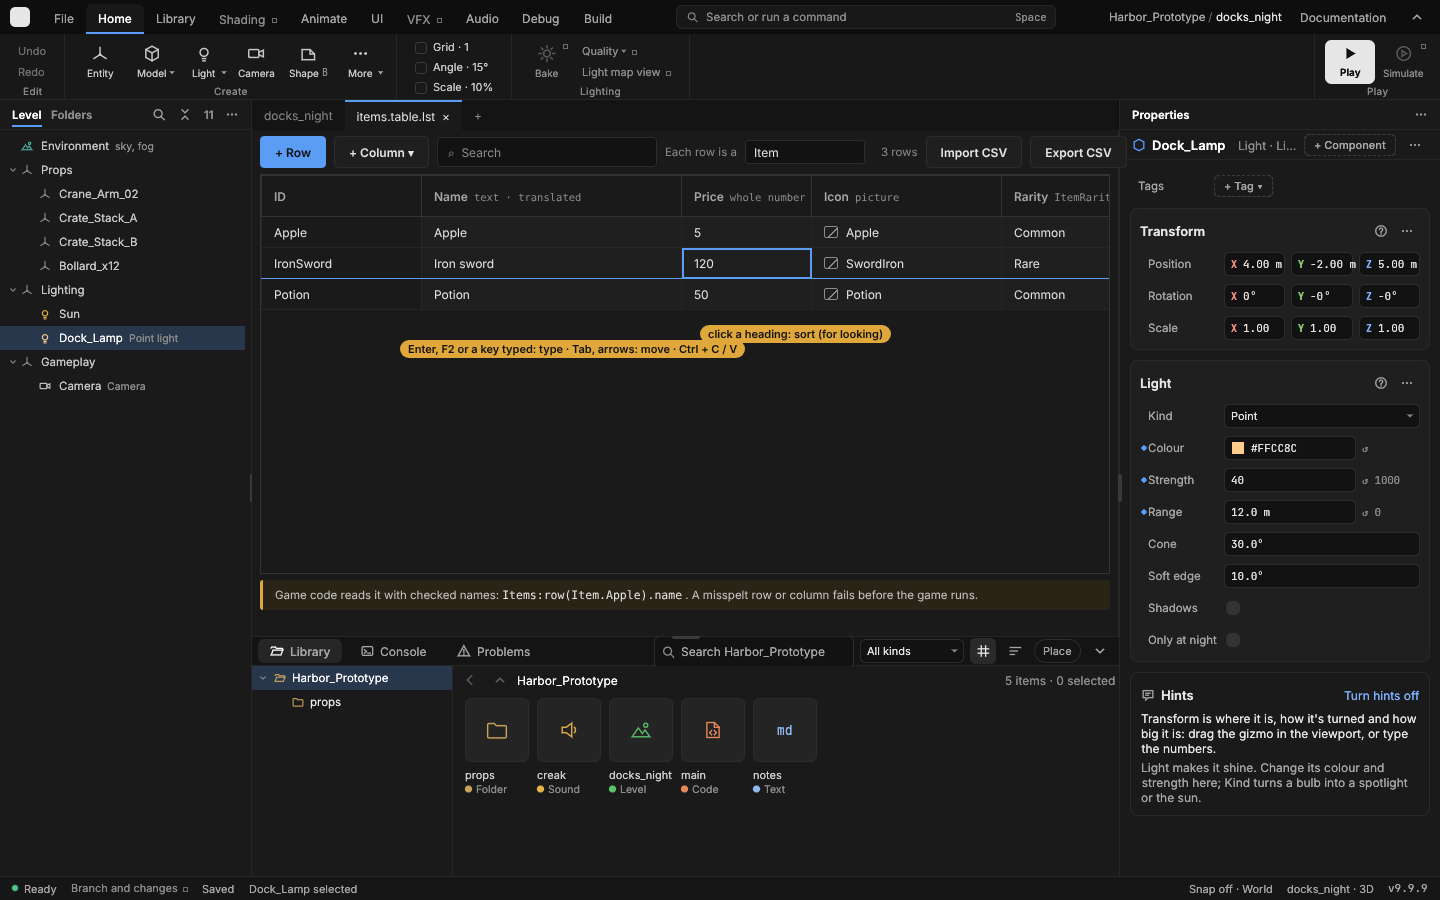 File Home Library Shading Animate UI VFX Audio Debug Build
Search or run a command Space
Harbor_Prototype / docks_night Documentation
Undo
Redo
Edit
Entity Model Light Camera Shape B More
Create
Grid · 1
Angle · 15°
Scale · 10%
Bake
Quality
Light map view
Lighting
Play Simulate
Play
Level Folders 11
Environment sky, fog
Props
Crane_Arm_02
Crate_Stack_A
Crate_Stack_B
Bollard_x12
Lighting
Sun
Dock_Lamp Point light
Gameplay
Camera Camera
docks_night items.table.lst × +
+ Row + Column ▾ Search Each row is a Item 3 rows Import CSV Export CSV
ID Name text · translated Price whole number Icon picture Rarity ItemRarit
Apple Apple 5 Apple Common
IronSword Iron sword 120 SwordIron Rare
Potion Potion 50 Potion Common
click a heading: sort (for looking)
Enter, F2 or a key typed: type · Tab, arrows: move · Ctrl + C / V
Game code reads it with checked names: Items:row(Item.Apple).name . A misspelt row or column fails before the game runs.
Library Console Problems Search Harbor_Prototype All kinds Place
Harbor_Prototype
props
Harbor_Prototype 5 items · 0 selected
md
props creak docks_night main notes
Folder Sound Level Code Text
Properties
Dock_Lamp Light · Li... + Component
Tags + Tag ▾
Transform
Position X 4.00 m Y -2.00 m Z 5.00 m
Rotation X 0° Y -0° Z -0°
Scale X 1.00 Y 1.00 Z 1.00
Light
Kind Point
Colour #FFCC8C
Strength 40 1000
Range 12.0 m 0
Cone 30.0°
Soft edge 10.0°
Shadows
Only at night
Hints Turn hints off
Transform is where it is, how it's turned and how
big it is: drag the gizmo in the viewport, or type
the numbers.
Light makes it shine. Change its colour and
strength here; Kind turns a bulb into a spotlight
or the sun.
Ready Branch and changes Saved Dock_Lamp selected
Snap off · World docks_night · 3D v9.9.9